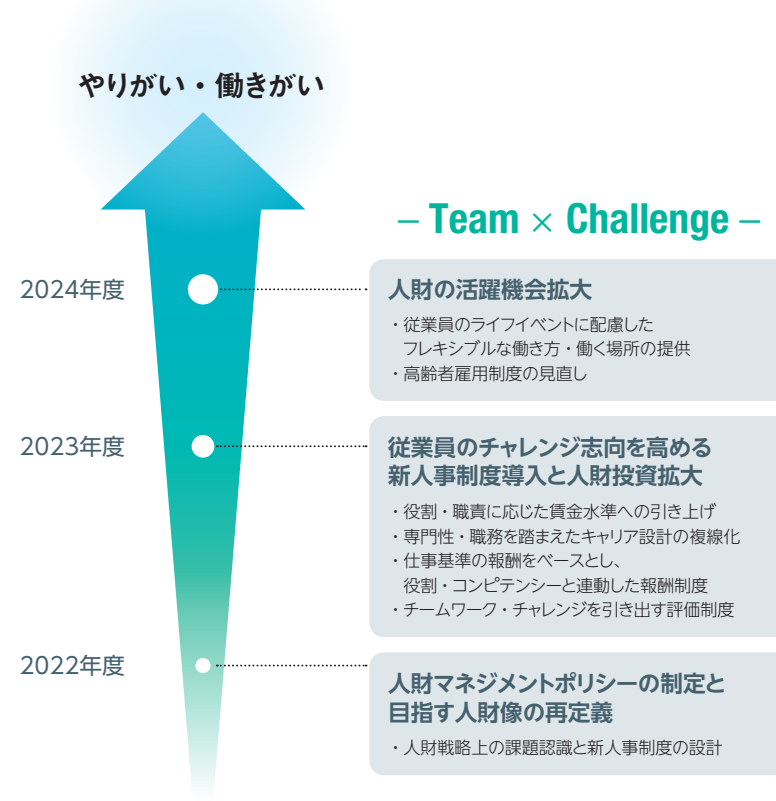 やりがい・働きがい
– Team × Challenge –
2024年度
人財の活躍機会拡大
・従業員のライフイベントに配慮した
フレキシブルな働き方・働く場所の提供
・高齢者雇用制度の見直し
2023年度
従業員のチャレンジ志向を高める
新人事制度導入と人財投資拡大
・役割・職責に応じた賃金水準への引き上げ
・専門性・職務を踏まえたキャリア設計の複線化
・仕事基準の報酬をベースとし、
役割・コンピテンシーと連動した報酬制度
・チームワーク・チャレンジを引き出す評価制度
2022年度
人財マネジメントポリシーの制定と
目指す人財像の再定義
・人財戦略上の課題認識と新人事制度の設計